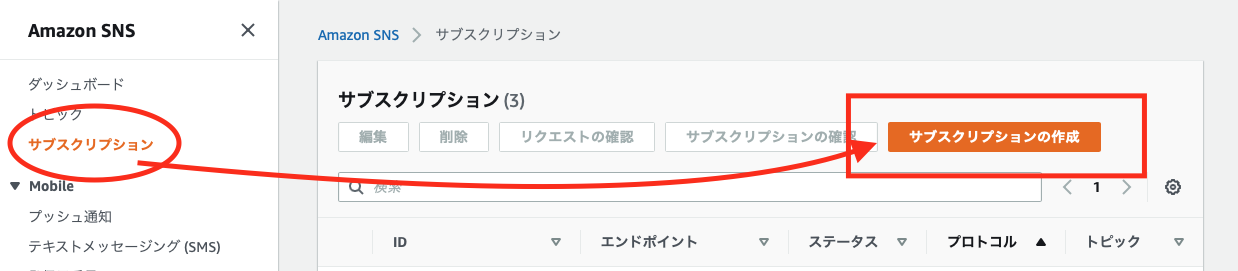 Amazon SNS
ダッシュボード
トピック
サブスクリプション
Mobile
プッシュ通知
テキストメッセージング (SMS)
Amazon SNS > サブスクリプション
サブスクリプション (3)
編集 削除 リクエストの確認 サブスクリプションの確認 サブスクリプションの作成
検索
1
ID エンドポイント ステータス プロトコル トピック